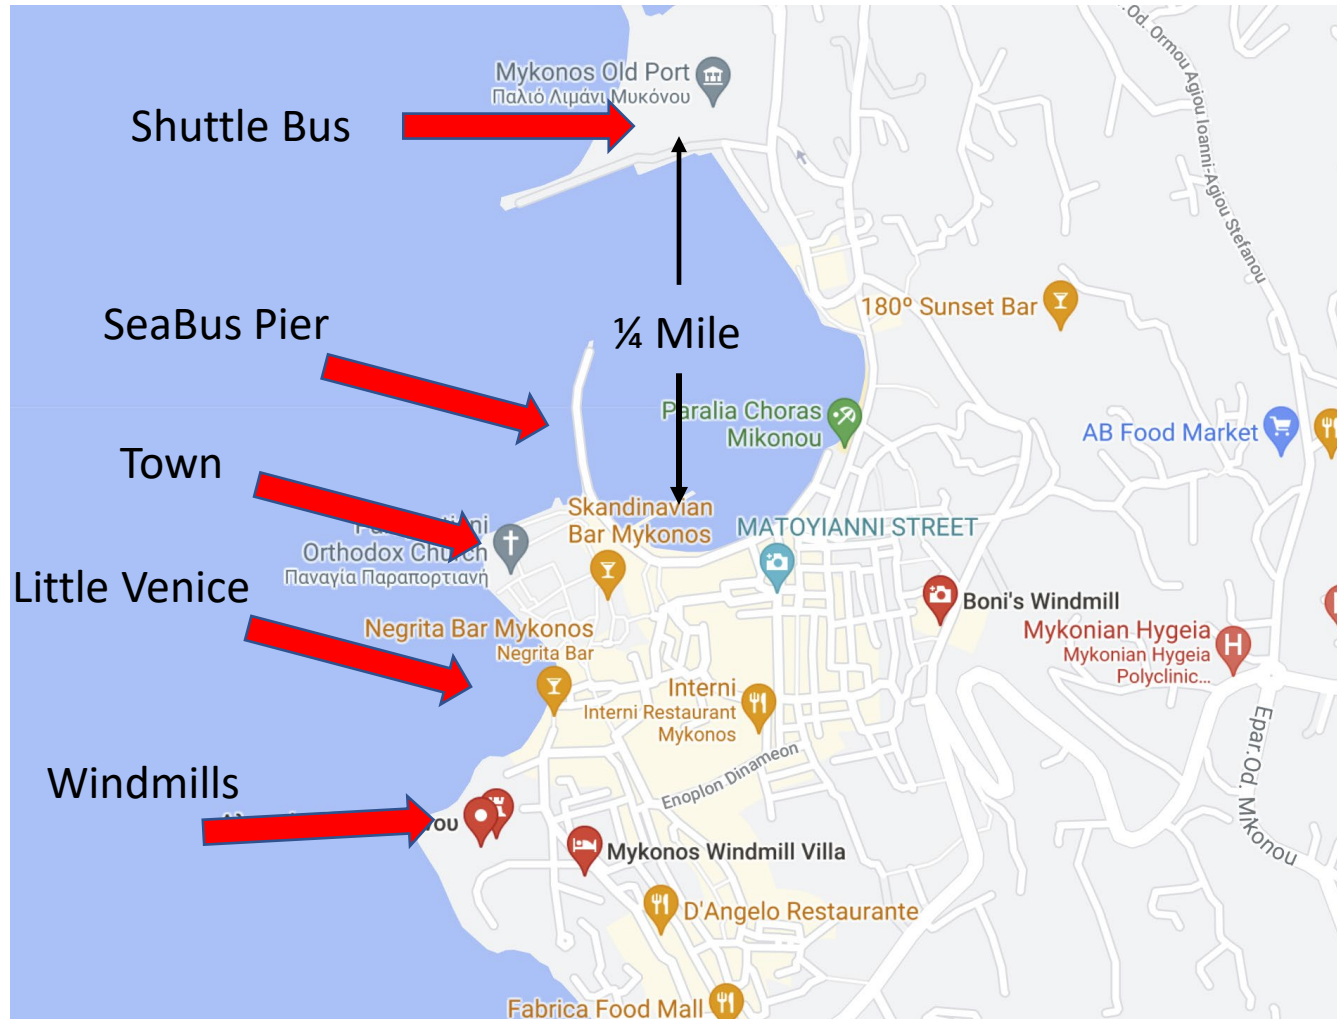 .Od. Ormou Agiou Ioanni-Agiou Stefanou
Mykonos Old Port
Παλιό Λιμάνι Μυκόνου
Shuttle Bus
180º Sunset Bar
SeaBus Pier
¼ Mile
Paralia Choras
Mikonou
AB Food Market
Town
Skandinavian
Bar Mykonos
MATOYIANNI STREET
Orthodox Church
Παναγία Παραπορτιανή
Little Venice
Boni's Windmill
Negrita Bar Mykonos
Negrita Bar
Mykonian Hygeia
Mykonian Hygeia
Polyclinic...
Interni
Interni Restaurant
Mykonos
Enoplon Dinameon
Epar.Od. Mikonou
Windmills
νου
Mykonos Windmill Villa
D'Angelo Restaurante
Fabrica Food Mall